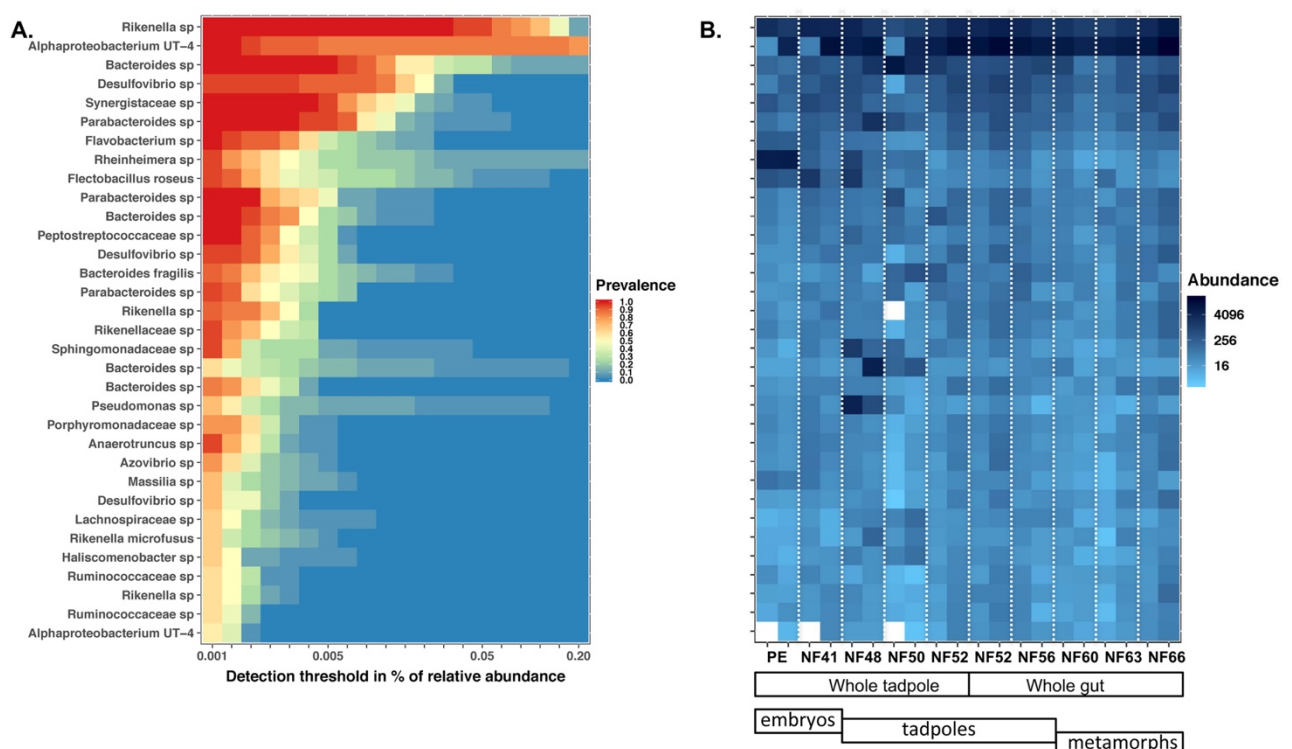 A.
Rikenella sp
Alphaproteobacterium UT-4
Bacteroides sp
Desulfovibrio sp
Synergistaceae sp
Parabacteroides sp
Flavobacterium sp
Rheinheimera sp
Flectobacillus roseus
Parabacteroides sp
Bacteroides sp
Peptostreptococcaceae sp
Desulfovibrio sp
Bacteroides fragilis
Parabacteroides sp
Rikenella sp
Rikenellaceae sp
Sphingomonadaceae sp
Bacteroides sp
Bacteroides sp
Pseudomonas sp
Porphyromonadaceae sp
Anaerotruncus sp
Azovibrio sp
Massilia sp
Desulfovibrio sp
Lachnospiraceae sp
Rikenella microfusus
Haliscomenobacter sp
Ruminococcaceae sp
Rikenella sp
Ruminococcaceae sp
Alphaproteobacterium UT-4
0.001 0.005 0.05 0.20
Detection threshold in % of relative abundance
Prevalence
1.0
0.9
0.8
0.7
0.6
0.5
0.4
0.3
0.2
0.1
0.0
B.
Abundance
4096
256
16
PE NF41 NF48 NF50 NF52 NF52 NF56 NF60 NF63 NF66
Whole tadpole Whole gut
embryos
tadpoles
metamorphs